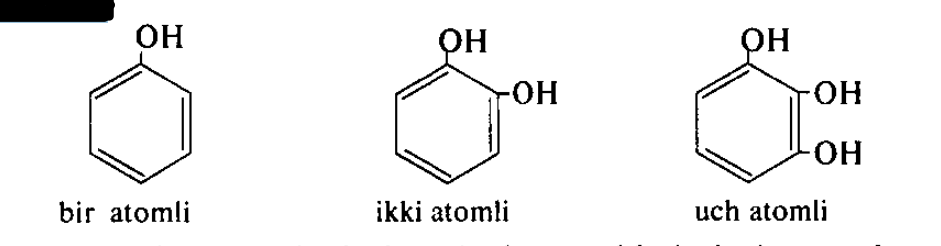 OH OH OH
OH OH
OH
bir atomli ikki atomli uch atomli